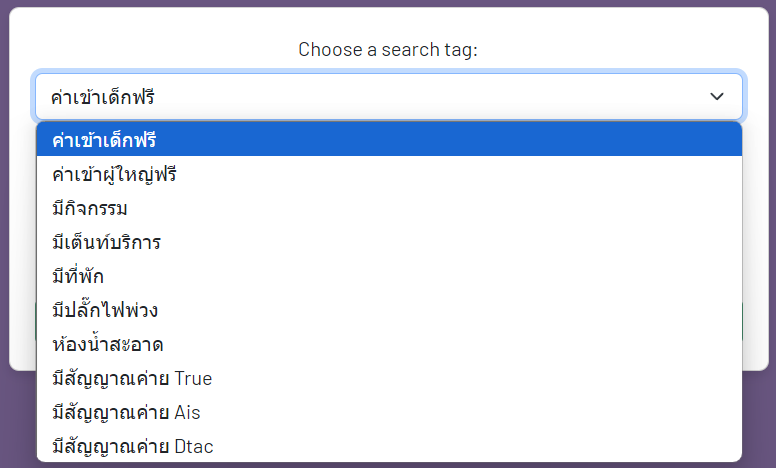 Choose a search tag:
ค่าเข้าเด็กฟรี
ค่าเข้าเด็กฟรี
ค่าเข้าผู้ใหญ่ฟรี
มีกิจกรรม
มีเต็นท์บริการ
มีที่พัก
มีปลั๊กไฟพ่วง
ห้องน้ำสะอาด
มีสัญญาณค่าย True
มีสัญญาณค่าย Ais
มีสัญญาณค่าย Dtac